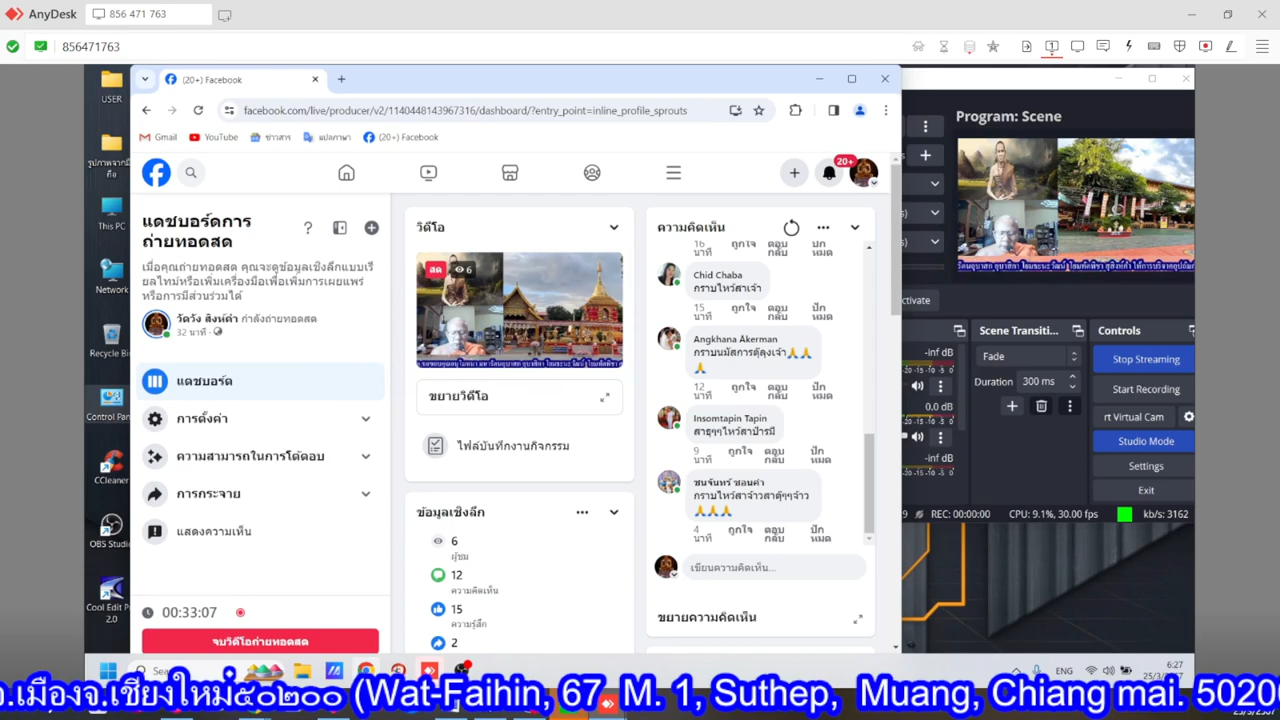 AnyDesk
856 471 763
856471763
USER
This PC
Network
Recycle Bi
Control Pan
CCleaner
OBS Studi
Cool Edit P
2.0
(20+) Facebook
facebook.com/live/producer/v2/1140448143967316/dashboard/?entry_point=inline_profile_sprouts
Gmail
YouTube
ข่าวสาร
แปลภาษา
(20+) Facebook
20+
แดชบอร์ดการ
ถ่ายทอดสด
เมื่อคุณถ่ายทอดสด คุณจะดูข้อมูลเชิงลึกแบบเรี
ยลไทม์หรือเพิ่มเครื่องมือเพื่อเพิ่มการเผยแพร่
หรือการมีส่วนร่วมได้
วัดวัง สิงห์คำ กำลังถ่ายทอดสด
32 นาที
แดชบอร์ด
การตั้งค่า
ความสามารถในการโต้ตอบ
การกระจาย
แสดงความเห็น
00:33:07
จบวิดีโอถ่ายทอดสด
วิดีโอ
สด
6
ขยายวิดีโอ
ไฟล์บันทึกงานกิจกรรม
ข้อมูลเชิงลึก
6
ผู้ชม
12
ความคิดเห็น
15
ความรู้สึก
2
ความคิดเห็น
16 นาที ถูกใจ ตอบกลับ ปักหมุด
Chid Chaba
กราบไหว้สาเจ้า
15 นาที ถูกใจ ตอบกลับ ปักหมุด
Angkhana Akerman
กราบนมัสการตุ๊ลุงเจ้า🙏🙏
🙏
12 นาที ถูกใจ ตอบกลับ ปักหมุด
Insomtapin Tapin
สาธุๆๆไหว้สาป๋ารมี
9 นาที ถูกใจ ตอบกลับ ปักหมุด
ชนจันทร์ ซอนคำ
กราบไหว้สาจ้าวสาตุ๊ๆๆจ้าว
🙏🙏🙏
4 นาที ถูกใจ ตอบกลับ ปักหมุด
เขียนความคิดเห็น...
ขยายความคิดเห็น
Program: Scene
Scene Transiti...
Controls
-inf dB
Fade
Stop Streaming
Duration 300 ms
Start Recording
0.0 dB
rt Virtual Cam
Studio Mode
-inf dB
Settings
Exit
REC: 00:00:00
CPU: 9.1%, 30.00 fps
kb/s: 3162
ENG
6:27
อ.เมืองจ.เชียงใหม่๕๐๒๐๐ (Wat-Faihin, 67 M. 1, Suthep, Muang, Chiang mai. 5020